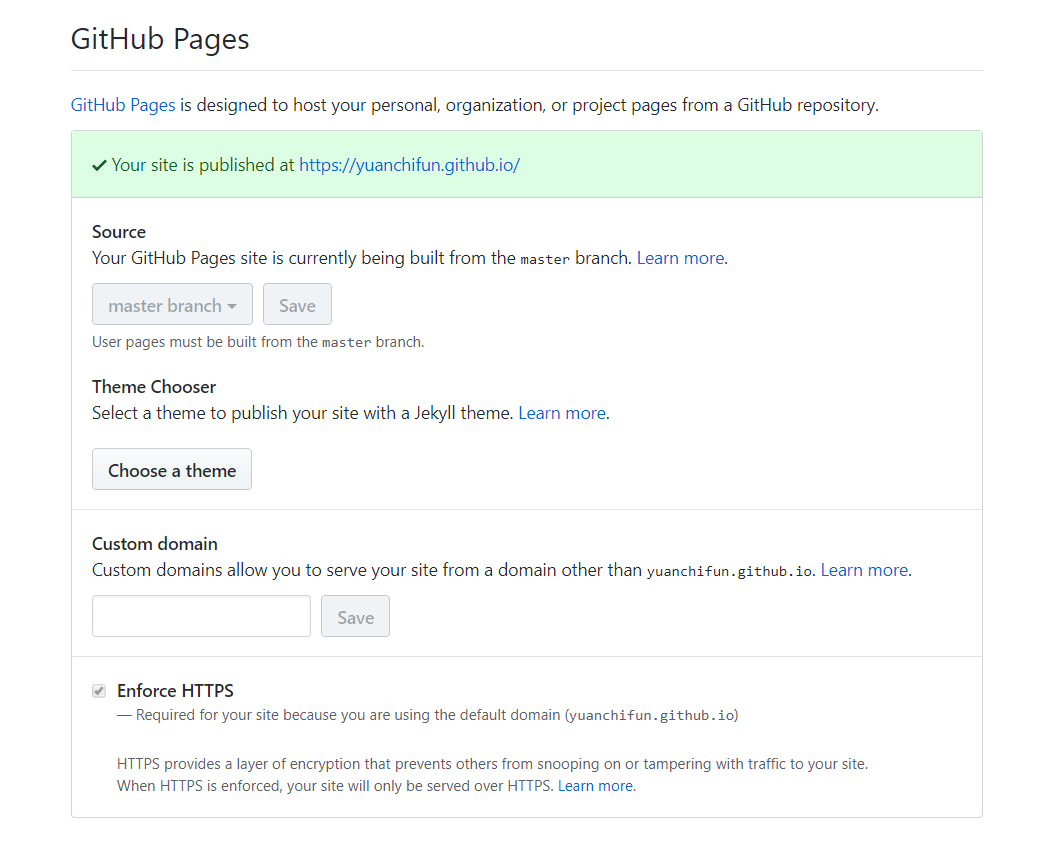 GitHub Pages
GitHub Pages is designed to host your personal, organization, or project pages from a GitHub repository.
Your site is published at https://yuanchifun.github.io/
Source
Your GitHub Pages site is currently being built from the master branch. Learn more.
master branch Save
User pages must be built from the master branch.
Theme Chooser
Select a theme to publish your site with a Jekyll theme. Learn more.
Choose a theme
Custom domain
Custom domains allow you to serve your site from a domain other than yuanchifun.github.io. Learn more.
Save
Enforce HTTPS
— Required for your site because you are using the default domain (yuanchifun.github.io)
HTTPS provides a layer of encryption that prevents others from snooping on or tampering with traffic to your site.
When HTTPS is enforced, your site will only be served over HTTPS. Learn more.